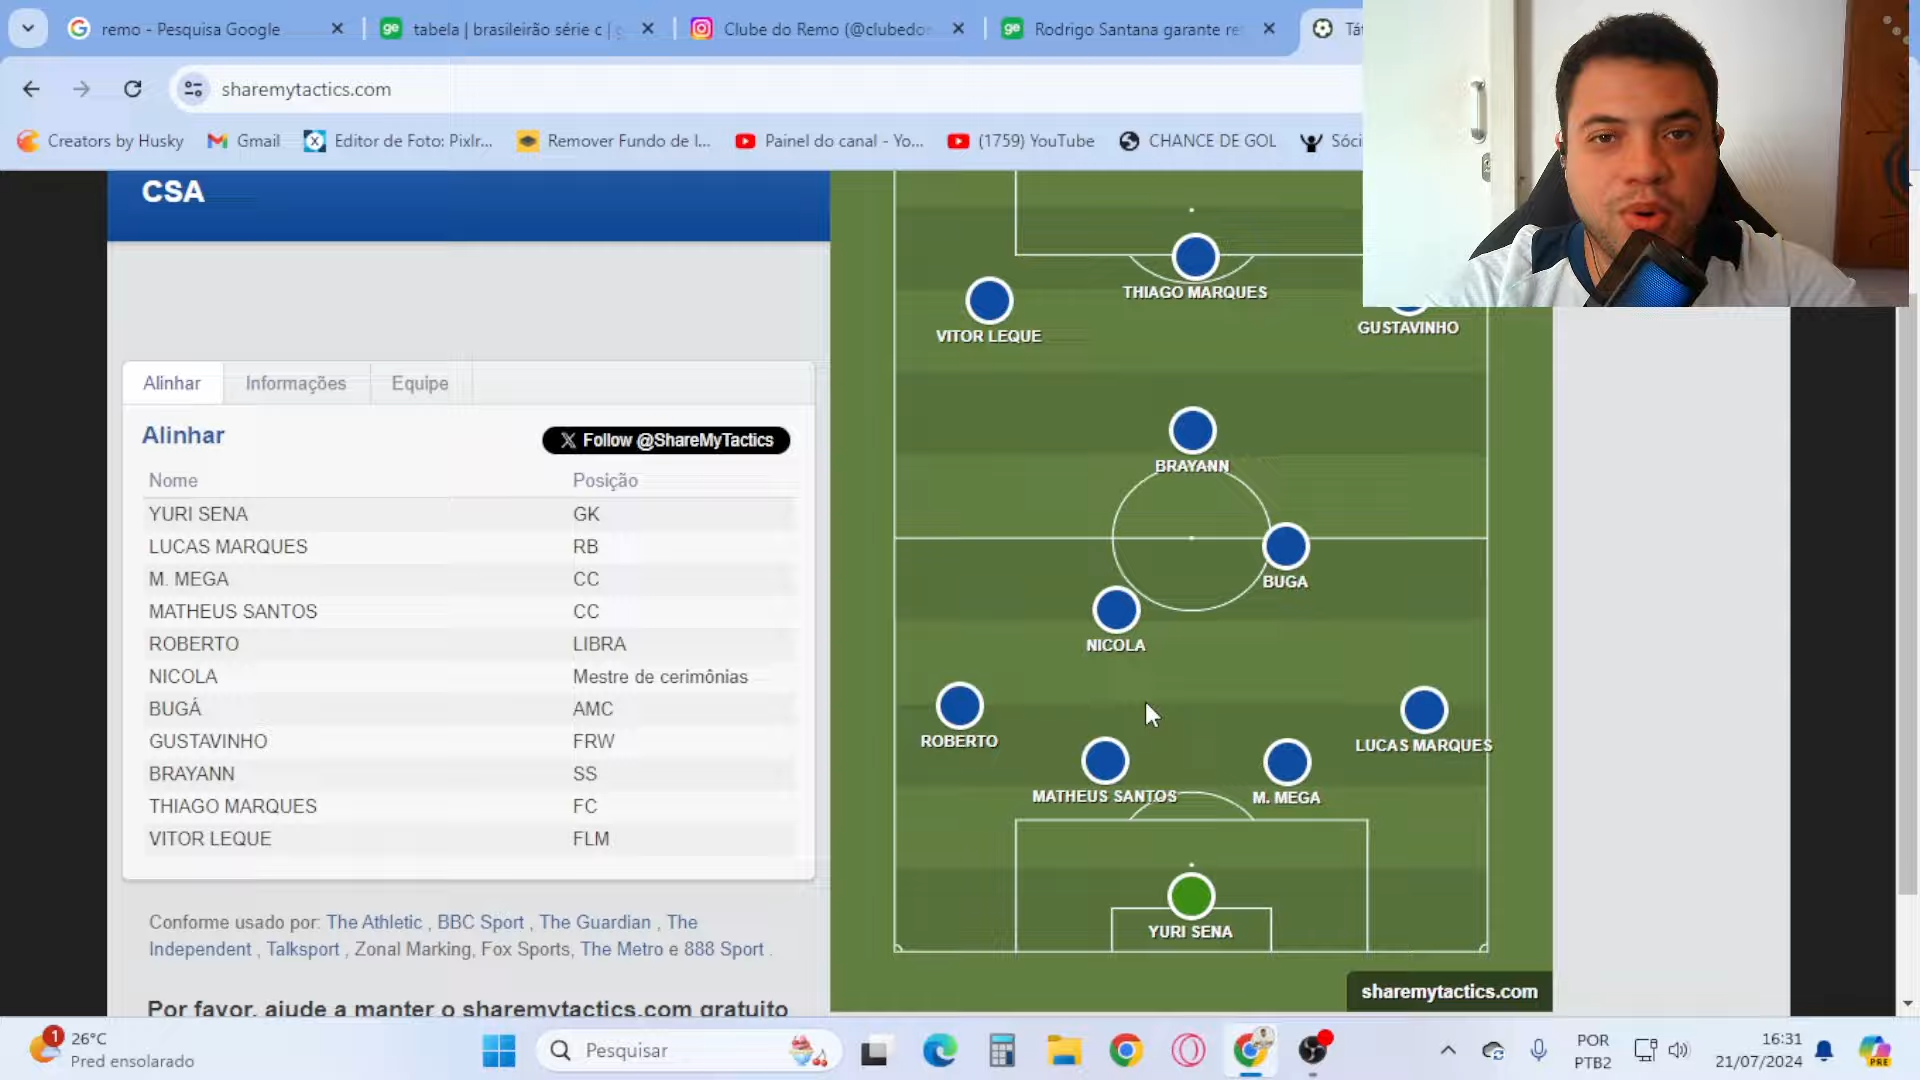 remo - Pesquisa Google
tabela | brasileirão série c | g
Clube do Remo (@clubedo
Rodrigo Santana garante re
Tát
sharemytactics.com
Creators by Husky
Gmail
Editor de Foto: Pixlr...
Remover Fundo de I...
Painel do canal - Yo...
(1759) YouTube
CHANCE DE GOL
Sóci
CSA
Alinhar
Informações
Equipe
Alinhar
Follow @ShareMyTactics
Nome Posição
YURI SENA GK
LUCAS MARQUES RB
M. MEGA CC
MATHEUS SANTOS CC
ROBERTO LIBRA
NICOLA Mestre de cerimônias
BUGÁ AMC
GUSTAVINHO FRW
BRAYANN SS
THIAGO MARQUES FC
VITOR LEQUE FLM
Conforme usado por: The Athletic , BBC Sport , The Guardian , The
Independent , Talksport , Zonal Marking, Fox Sports, The Metro e 888 Sport .
Por favor, ajude a manter o sharemytactics.com gratuito
THIAGO MARQUES
VITOR LEQUE
GUSTAVINHO
BRAYANN
BUGA
NICOLA
ROBERTO
LUCAS MARQUES
MATHEUS SANTOS
M. MEGA
YURI SENA
sharemytactics.com
1
26°C
Pred ensolarado
Pesquisar
POR
PTB2
16:31
21/07/2024
PRE